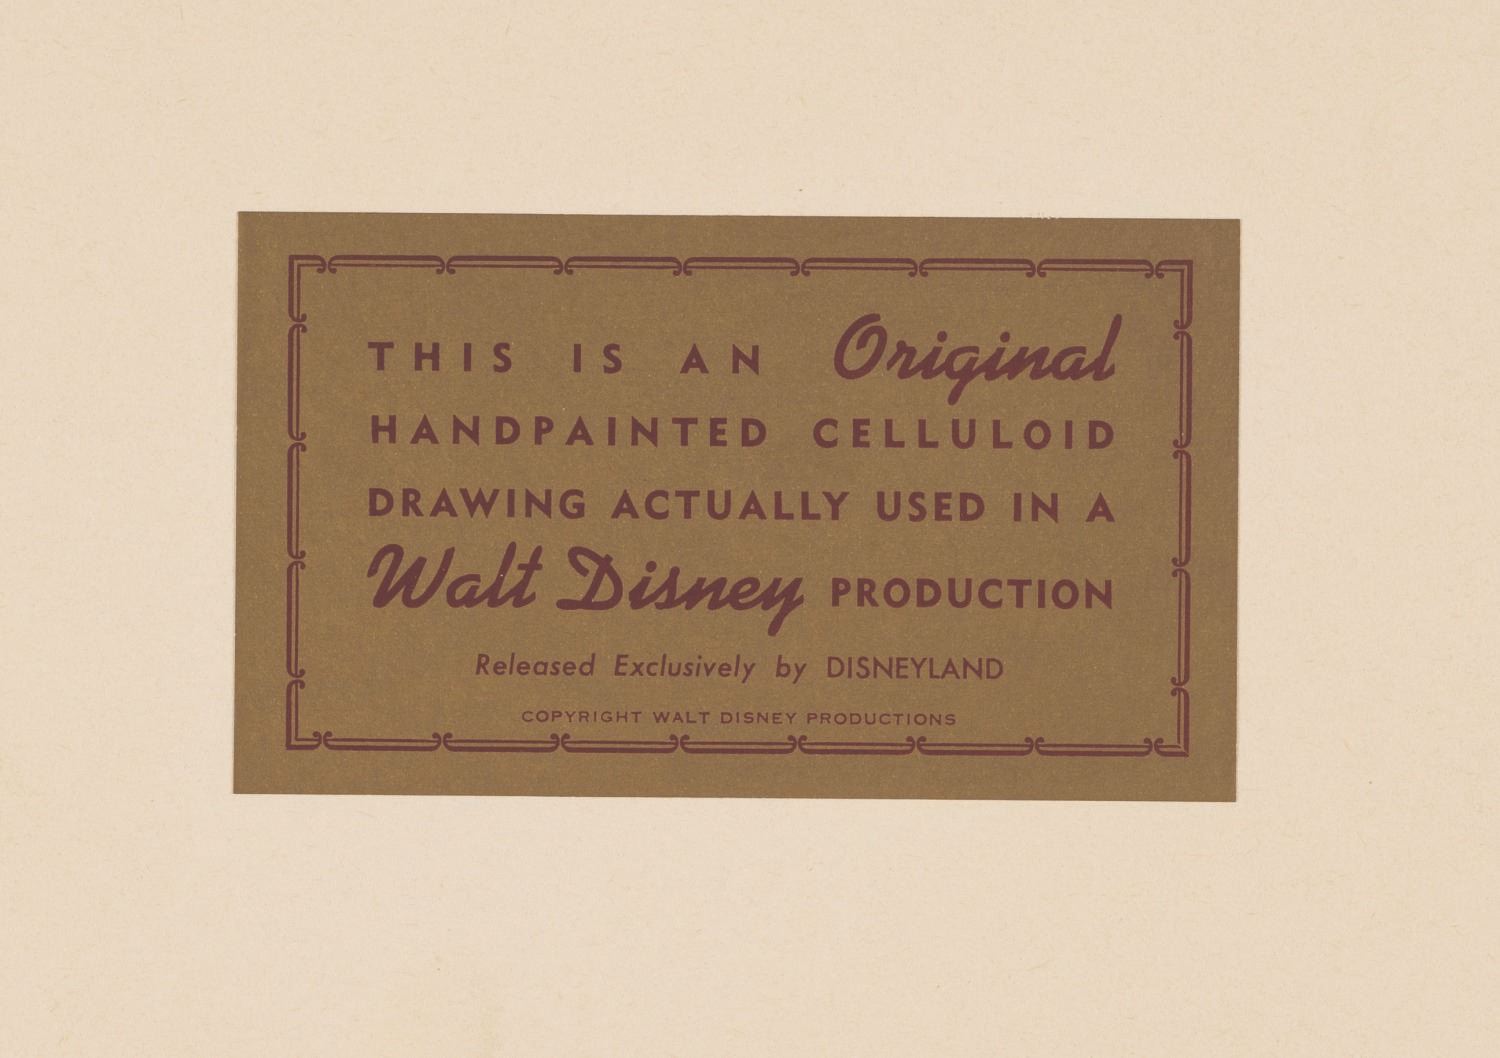 THIS IS AN Original
HANDPAINTED CELLULOID
DRAWING ACTUALLY USED IN A
Walt Disney PRODUCTION
Released Exclusively by DISNEYLAND
COPYRIGHT WALT DISNEY PRODUCTIONS